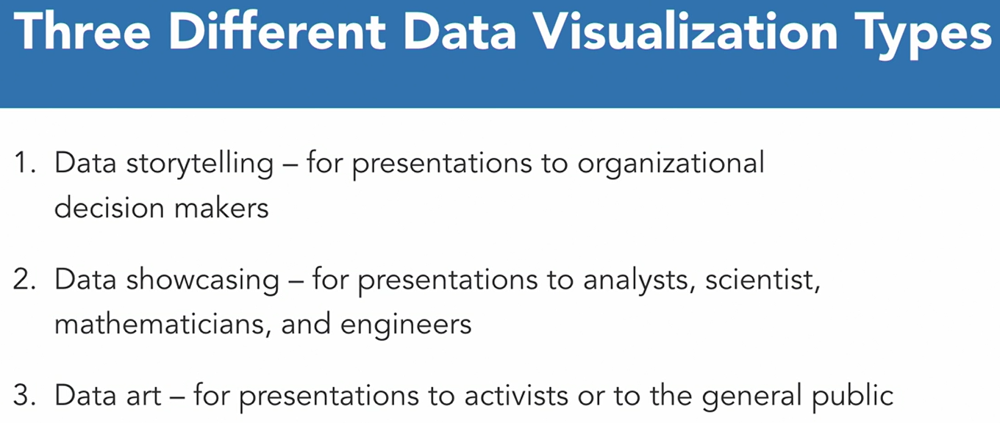 Three Different Data Visualization Types
1. Data storytelling – for presentations to organizational
decision makers
2. Data showcasing – for presentations to analysts, scientist,
mathematicians, and engineers
3. Data art – for presentations to activists or to the general public